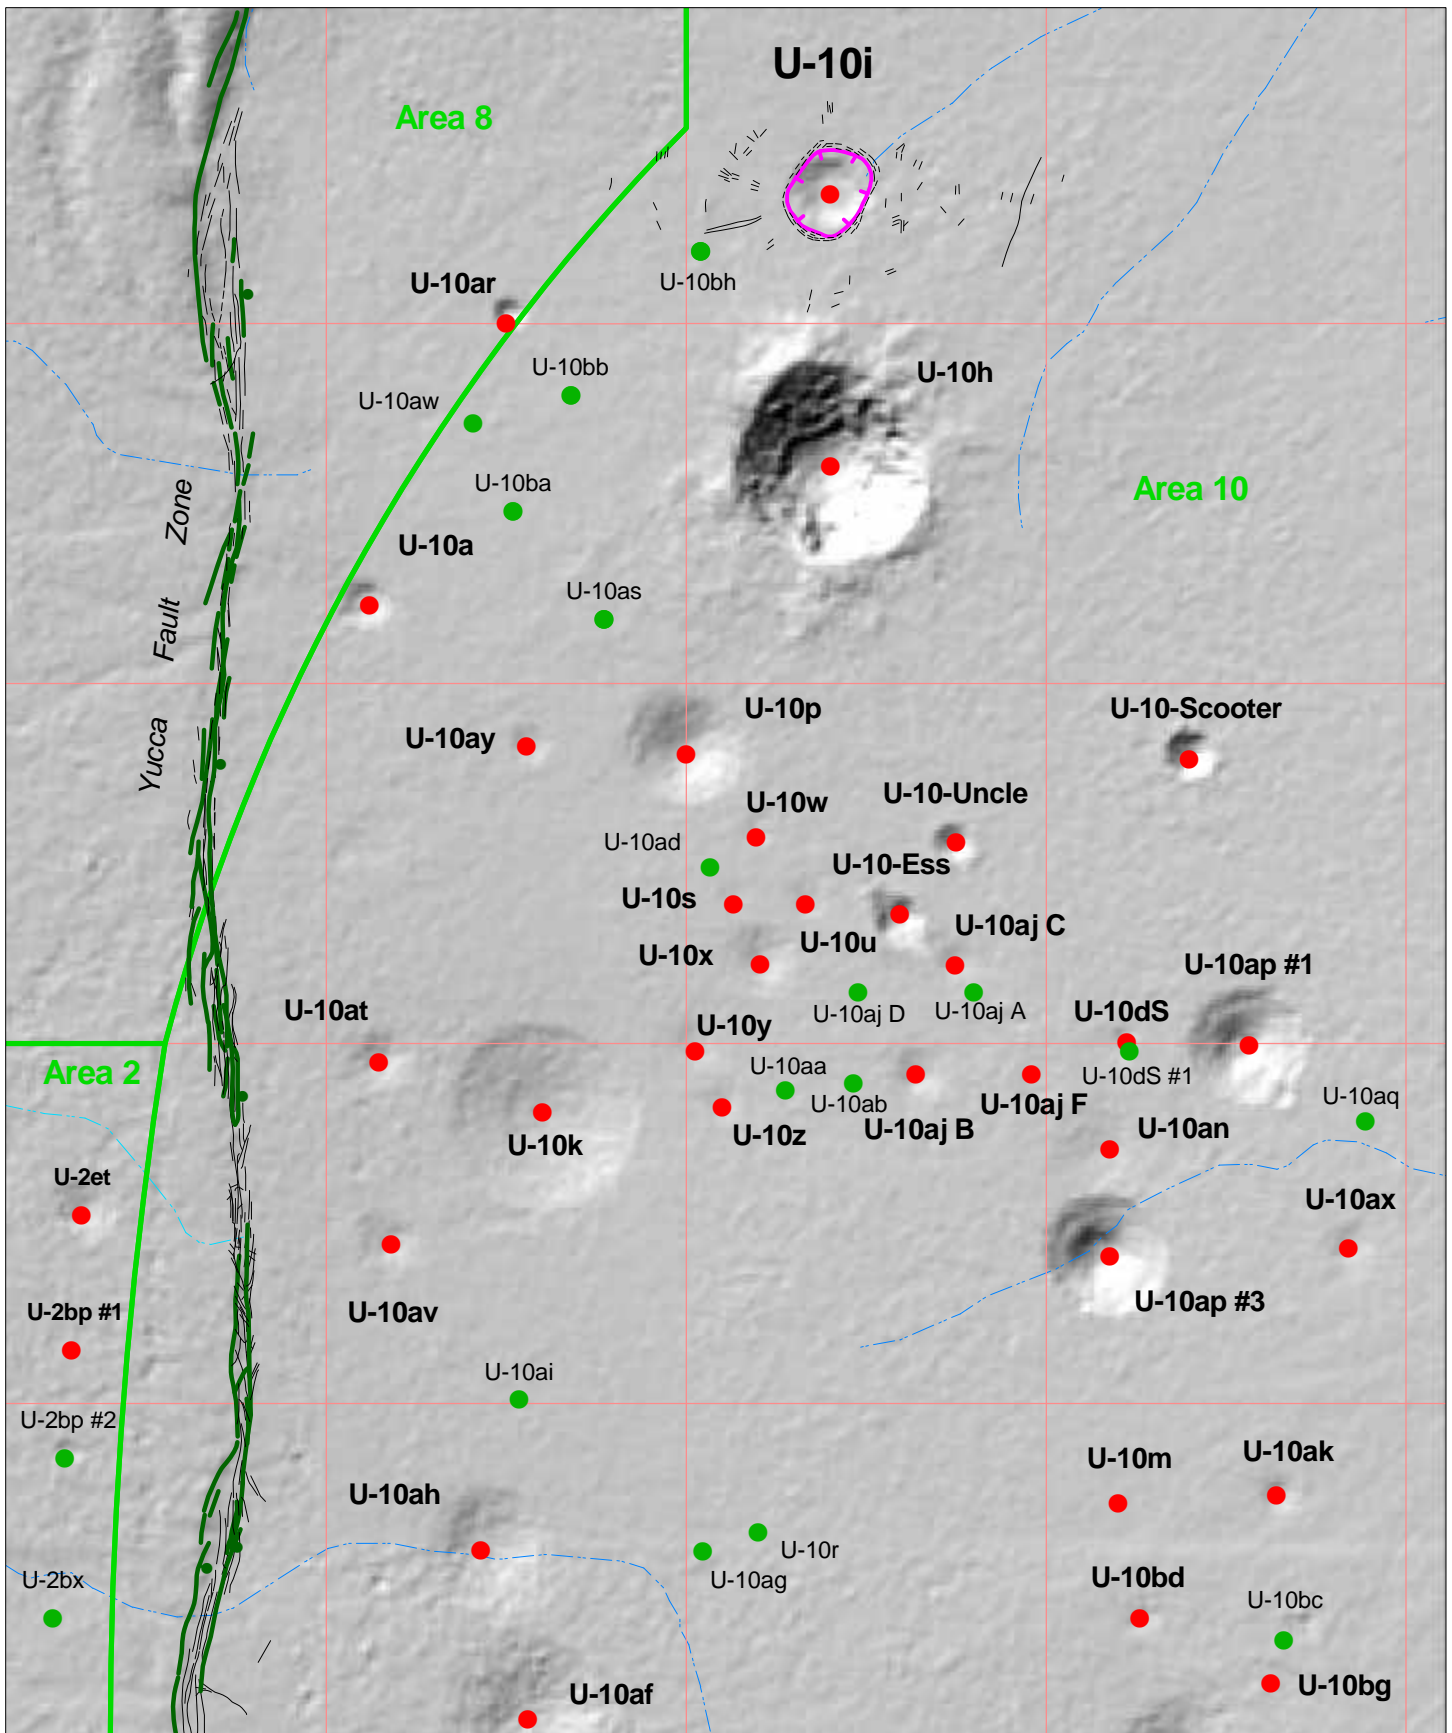 U-10i
Area 8
U-10bh
U-10ar
U-10bb
U-10h
U-10aw
U-10ba
Area 10
Zone
U-10a
U-10as
Fault
U-10p
U-10-Scooter
U-10ay
Yucca
U-10-Uncle
U-10w
U-10ad
U-10-Ess
U-10s
U-10aj C
U-10u
U-10x
U-10ap #1
U-10at
U-10aj D
U-10aj A
U-10dS
U-10y
U-10aa
U-10dS #1
Area 2
U-10ab
U-10aj F
U-10aq
U-10z
U-10aj B
U-10an
U-10k
U-2et
U-10ax
U-2bp #1
U-10av
U-10ap #3
U-10ai
U-2bp #2
U-10m
U-10ak
U-10ah
U-10r
U-10ag
U-2bx
U-10bd
U-10bc
U-10af
U-10bg